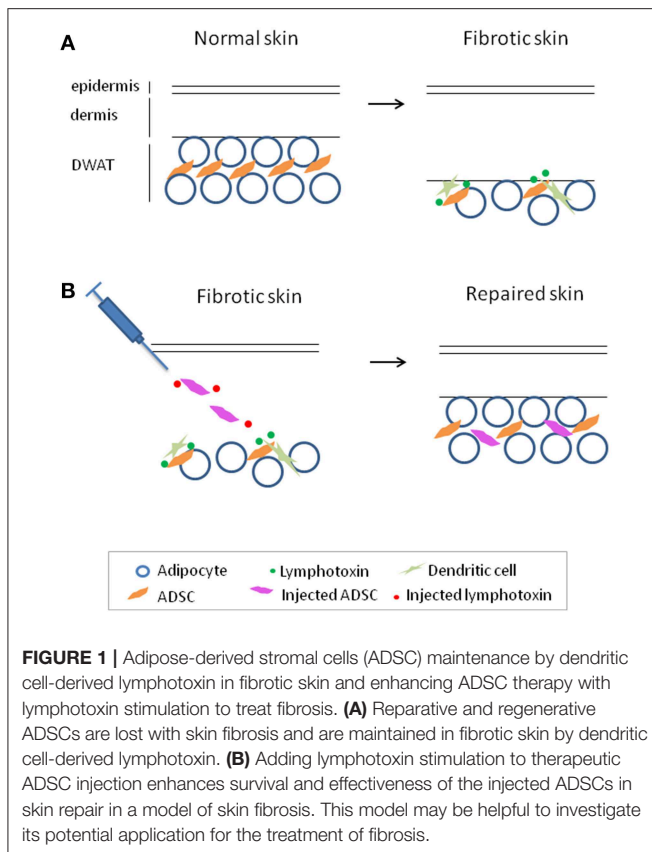 A
Normal skin
Fibrotic skin
epidermis
dermis
DWAT
B
Fibrotic skin
Repaired skin
Adipocyte
Lymphotoxin
Dendritic cell
ADSC
Injected ADSC
Injected lymphotoxin
FIGURE 1 | Adipose-derived stromal cells (ADSC) maintenance by dendritic
cell-derived lymphotoxin in fibrotic skin and enhancing ADSC therapy with
lymphotoxin stimulation to treat fibrosis. (A) Reparative and regenerative
ADSCs are lost with skin fibrosis and are maintained in fibrotic skin by dendritic
cell-derived lymphotoxin. (B) Adding lymphotoxin stimulation to therapeutic
ADSC injection enhances survival and effectiveness of the injected ADSCs in
skin repair in a model of skin fibrosis. This model may be helpful to investigate
its potential application for the treatment of fibrosis.